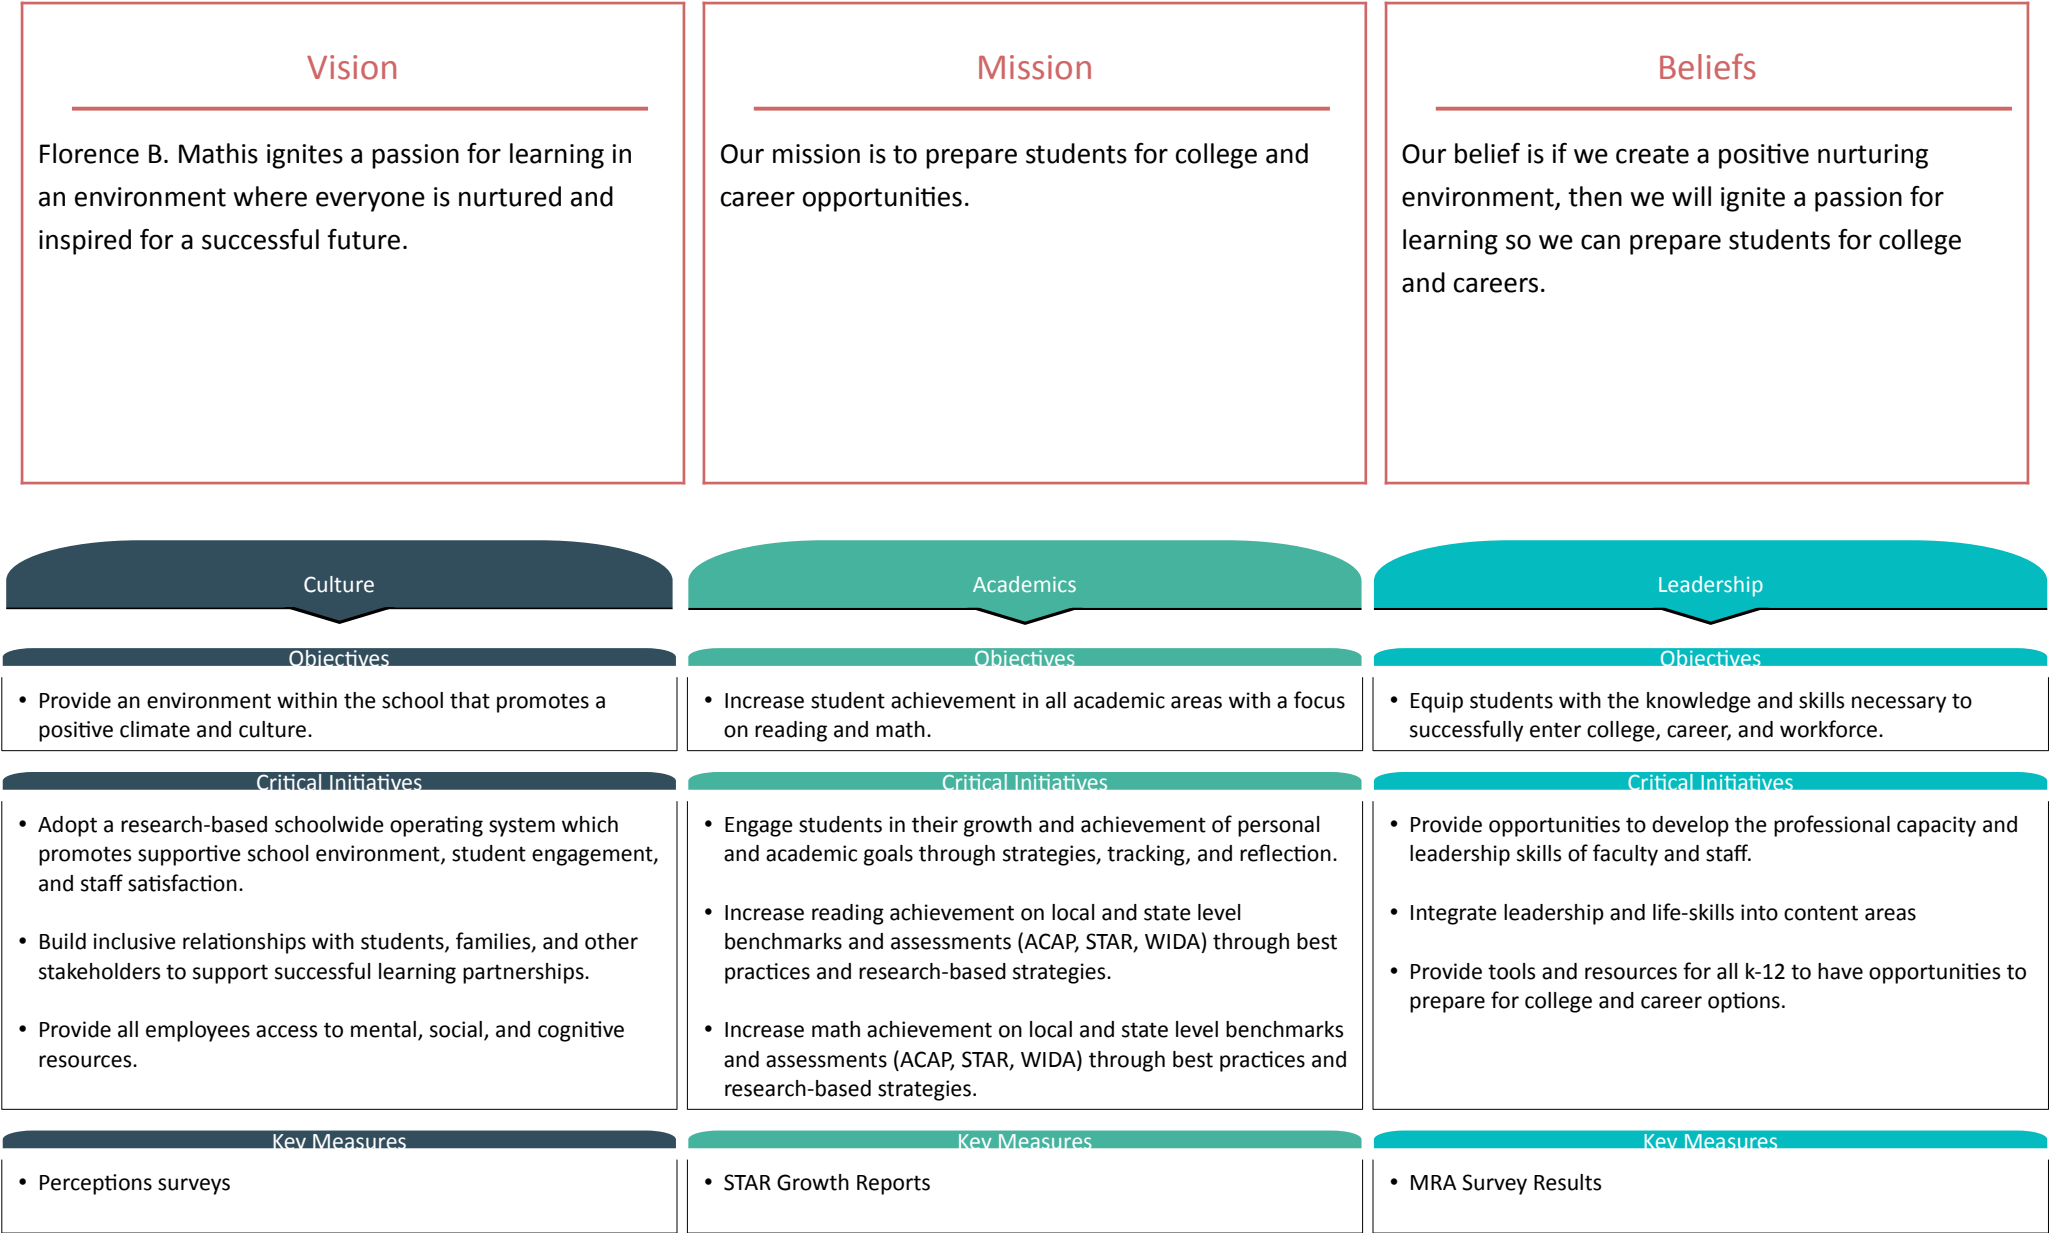 Vision
Florence B. Mathis ignites a passion for learning in
an environment where everyone is nurtured and
inspired for a successful future.
Mission
Our mission is to prepare students for college and
career opportunities.
Beliefs
Our belief is if we create a positive nurturing
environment, then we will ignite a passion for
learning so we can prepare students for college
and careers.
Culture
Objectives
• Provide an environment within the school that promotes a
positive climate and culture.
Critical Initiatives
• Adopt a research-based schoolwide operating system which
promotes supportive school environment, student engagement,
and staff satisfaction.
• Build inclusive relationships with students, families, and other
stakeholders to support successful learning partnerships.
• Provide all employees access to mental, social, and cognitive
resources.
Key Measures
• Perceptions surveys
Academics
Objectives
• Increase student achievement in all academic areas with a focus
on reading and math.
Critical Initiatives
• Engage students in their growth and achievement of personal
and academic goals through strategies, tracking, and reflection.
• Increase reading achievement on local and state level
benchmarks and assessments (ACAP, STAR, WIDA) through best
practices and research-based strategies.
• Increase math achievement on local and state level benchmarks
and assessments (ACAP, STAR, WIDA) through best practices and
research-based strategies.
Key Measures
• STAR Growth Reports
Leadership
Objectives
• Equip students with the knowledge and skills necessary to
successfully enter college, career, and workforce.
Critical Initiatives
• Provide opportunities to develop the professional capacity and
leadership skills of faculty and staff.
• Integrate leadership and life-skills into content areas
• Provide tools and resources for all k-12 to have opportunities to
prepare for college and career options.
Key Measures
• MRA Survey Results